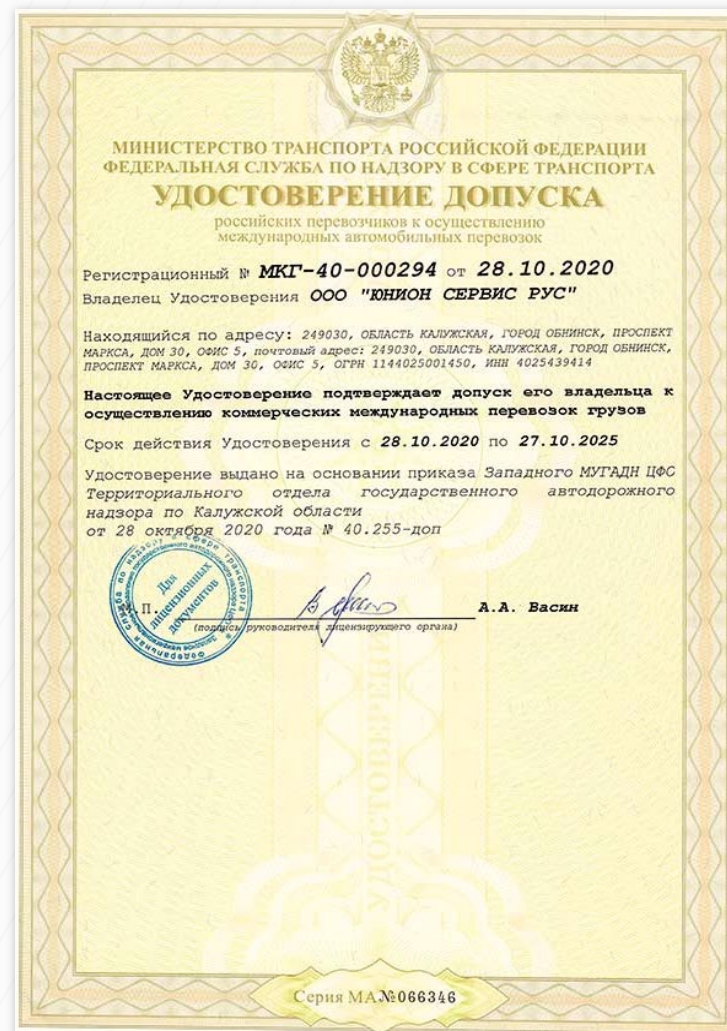 МИНИСТЕРСТВО ТРАНСПОРТА РОССИЙСКОЙ ФЕДЕРАЦИИ
ФЕДЕРАЛЬНАЯ СЛУЖБА ПО НАДЗОРУ В СФЕРЕ ТРАНСПОРТА
УДОСТОВЕРЕНИЕ ДОПУСКА
российских перевозчиков к осуществлению
международных автомобильных перевозок
Регистрационный № МКГ-40-000294 от 28.10.2020
Владелец Удостоверения ООО "ЮНИОН СЕРВИС РУС"
Находящийся по адресу: 249030, ОБЛАСТЬ КАЛУЖСКАЯ, ГОРОД ОБНИНСК, ПРОСПЕКТ
МАРКСА, ДОМ 30, ОФИС 5, почтовый адрес: 249030, ОБЛАСТЬ КАЛУЖСКАЯ, ГОРОД ОБНИНСК,
ПРОСПЕКТ МАРКСА, ДОМ 30, ОФИС 5, ОГРН 1144025001450, ИНН 4025439414
Настоящее Удостоверение подтверждает допуск его владельца к
осуществлению коммерческих международных перевозок грузов
Срок действия Удостоверения с 28.10.2020 по 27.10.2025
Удостоверение выдано на основании приказа Западного МУГАДН ЦФО
Территориального отдела государственного автодорожного
надзора по Калужской области
от 28 октября 2020 года № 40.255-доп
Для
лицензионных
документов
М.П.
А.А. Васин
(подпись руководителя лицензирующего органа)
УДОСТОВЕРЕНИЕ
Серия МА №066346